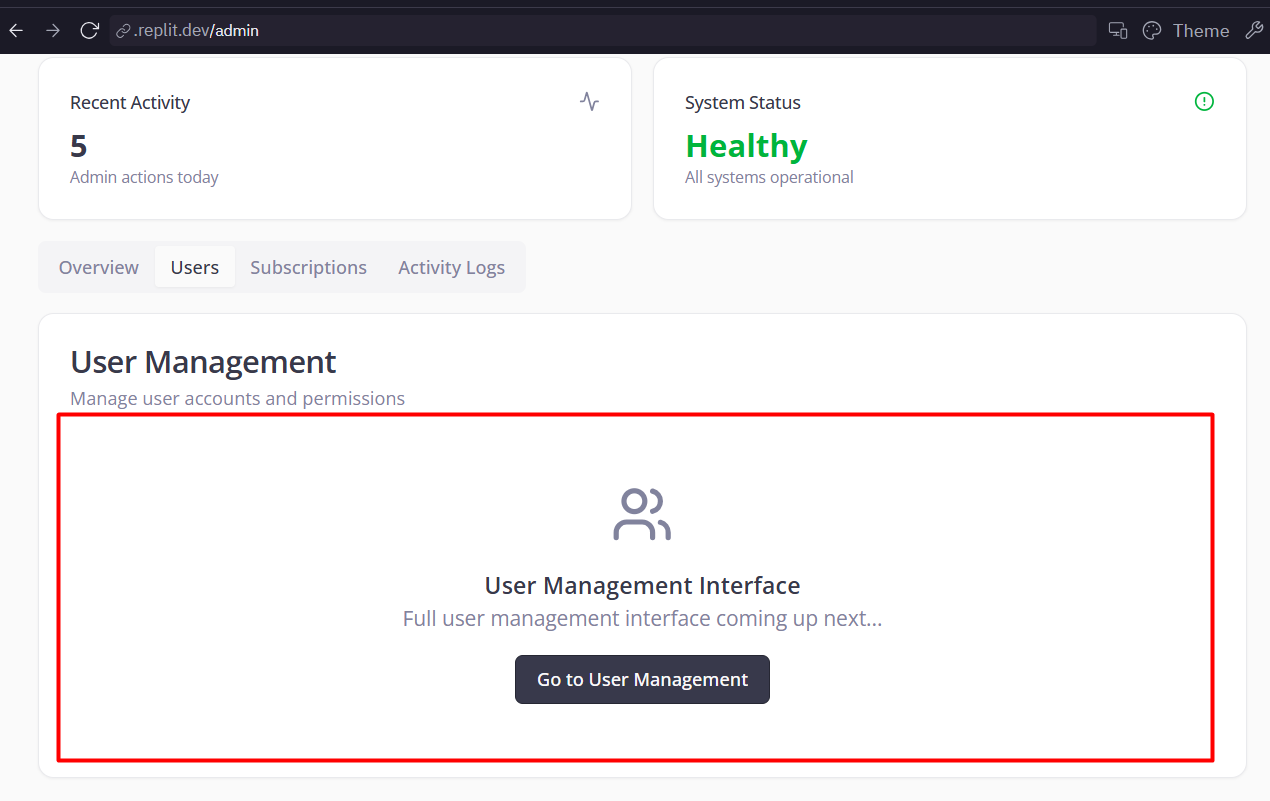 .replit.dev/admin
Theme
Recent Activity
5
Admin actions today
System Status
Healthy
All systems operational
Overview
Users
Subscriptions
Activity Logs
User Management
Manage user accounts and permissions
User Management Interface
Full user management interface coming up next...
Go to User Management